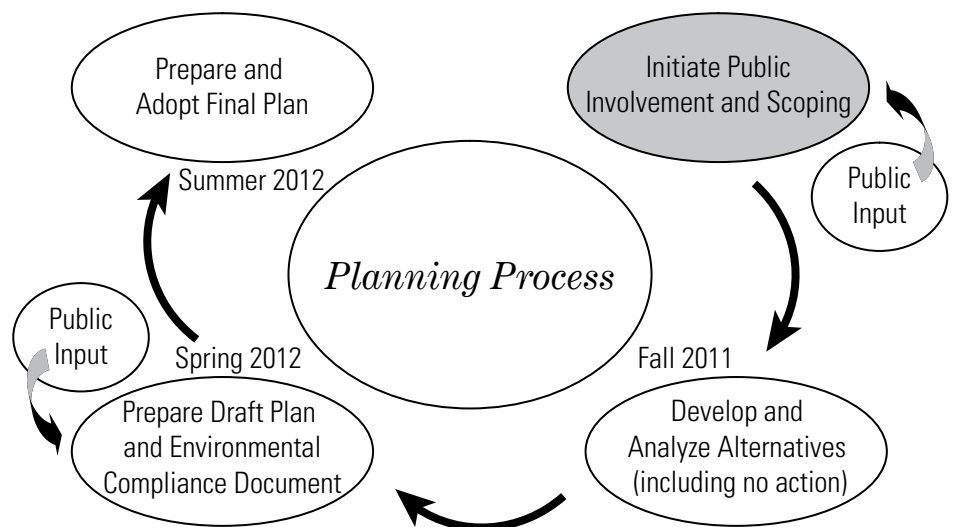 Prepare and
Adopt Final Plan
Summer 2012
Initiate Public
Involvement and Scoping
Public
Input
Planning Process
Public
Input
Spring 2012
Prepare Draft Plan
and Environmental
Compliance Document
Fall 2011
Develop and
Analyze Alternatives
(including no action)